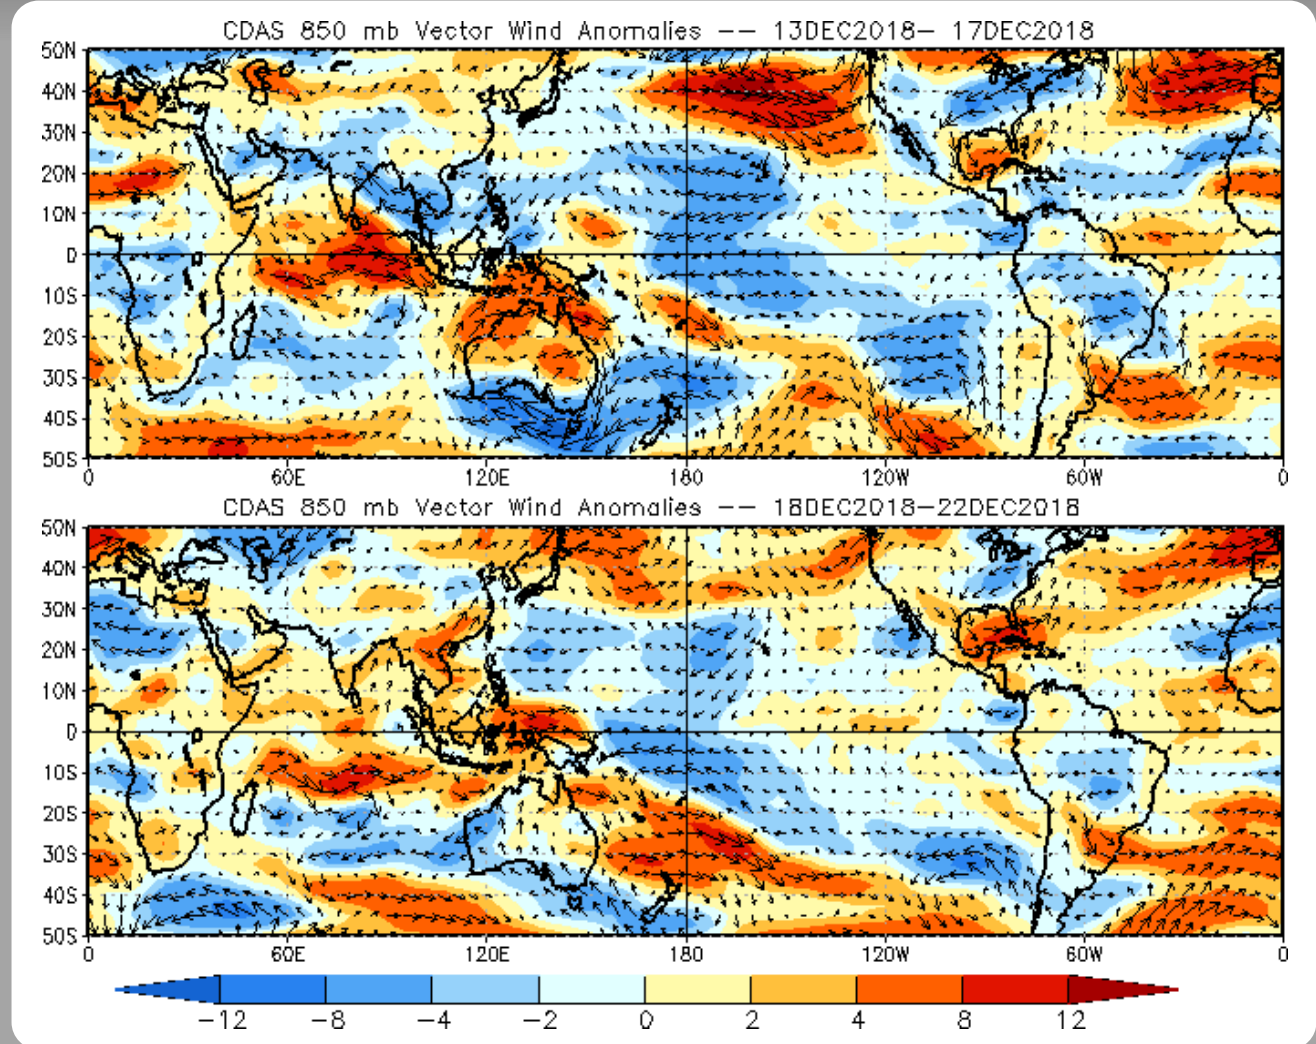 CDAS 850 mb Vector Wind Anomalies -- 13DEC2018- 17DEC2018
50N
40N
30N
20N
10N
0
10S
20S
30S
40S
50S
0 60E 120E 180 120W 60W 0
CDAS 850 mb Vector Wind Anomalies -- 18DEC2018-22DEC2018
50N
40N
30N
20N
10N
0
10S
20S
30S
40S
50S
0 60E 120E 180 120W 60W 0
-12 -8 -4 -2 0 2 4 8 12